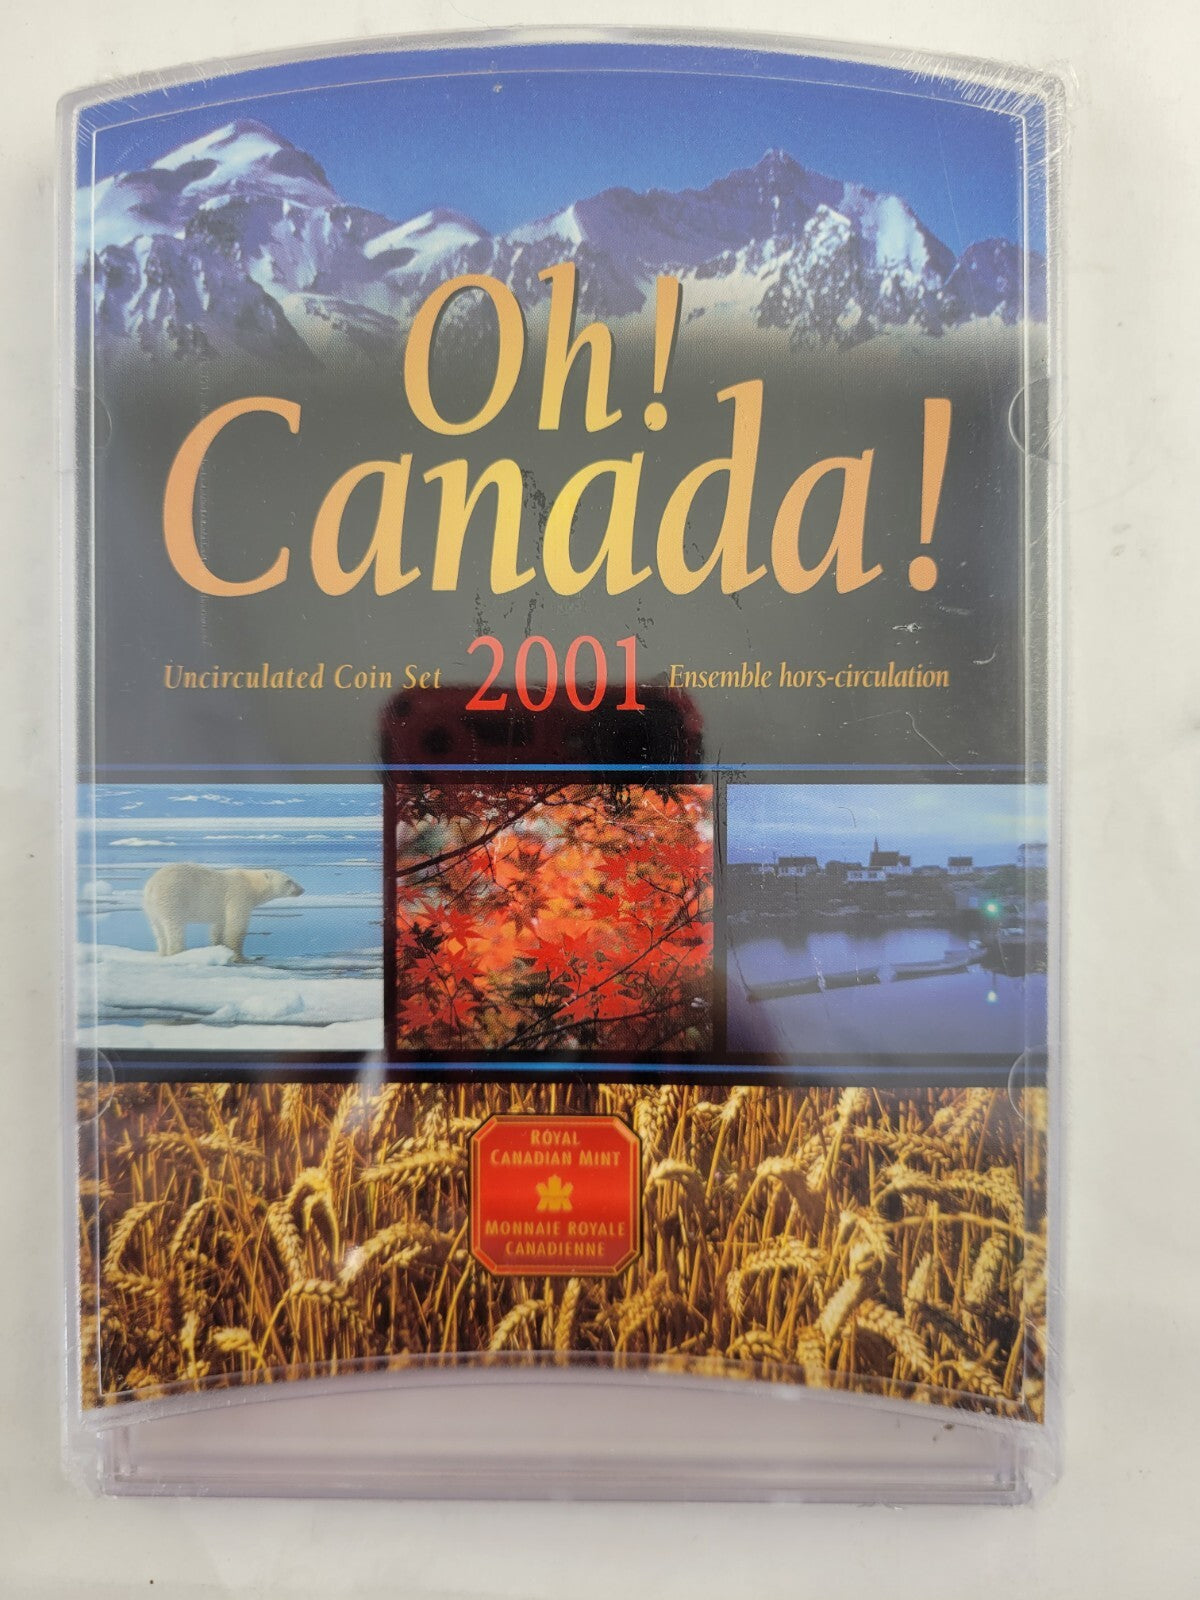 Oh!
Canada!
Uncirculated Coin Set 2001 Ensemble hors-circulation
ROYAL
CANADIAN MINT
MONNAIE ROYALE
CANADIENNE